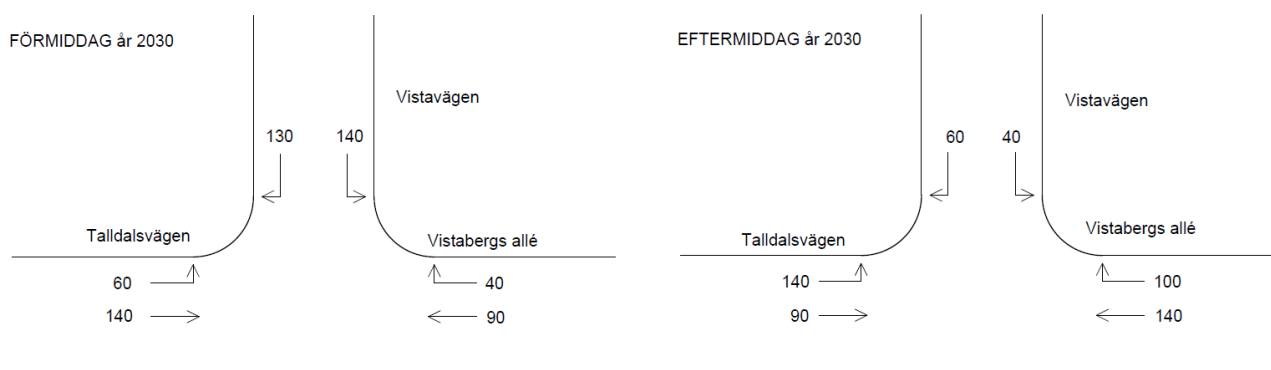 FÖRMIDDAG år 2030
Vistavägen
130 140
Talldalsvägen
Vistabergs allé
60 40
140 90
EFTERMIDDAG år 2030
Vistavägen
60 40
Talldalsvägen
Vistabergs allé
140 100
90 140